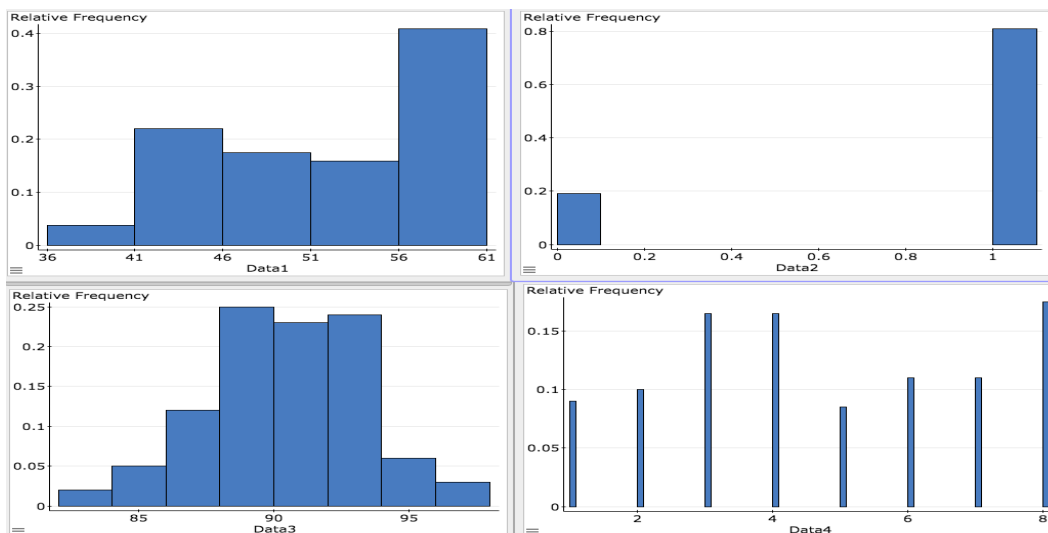 Relative Frequency
0.4
0.3
0.2
0.1
0
36 41 46 51 56 61
Data1
Relative Frequency
0.8
0.6
0.4
0.2
0
0 0.2 0.4 0.6 0.8 1
Data2
Relative Frequency
0.25
0.2
0.15
0.1
0.05
0
85 90 95
Data3
Relative Frequency
0.15
0.1
0.05
0
2 4 6 8
Data4